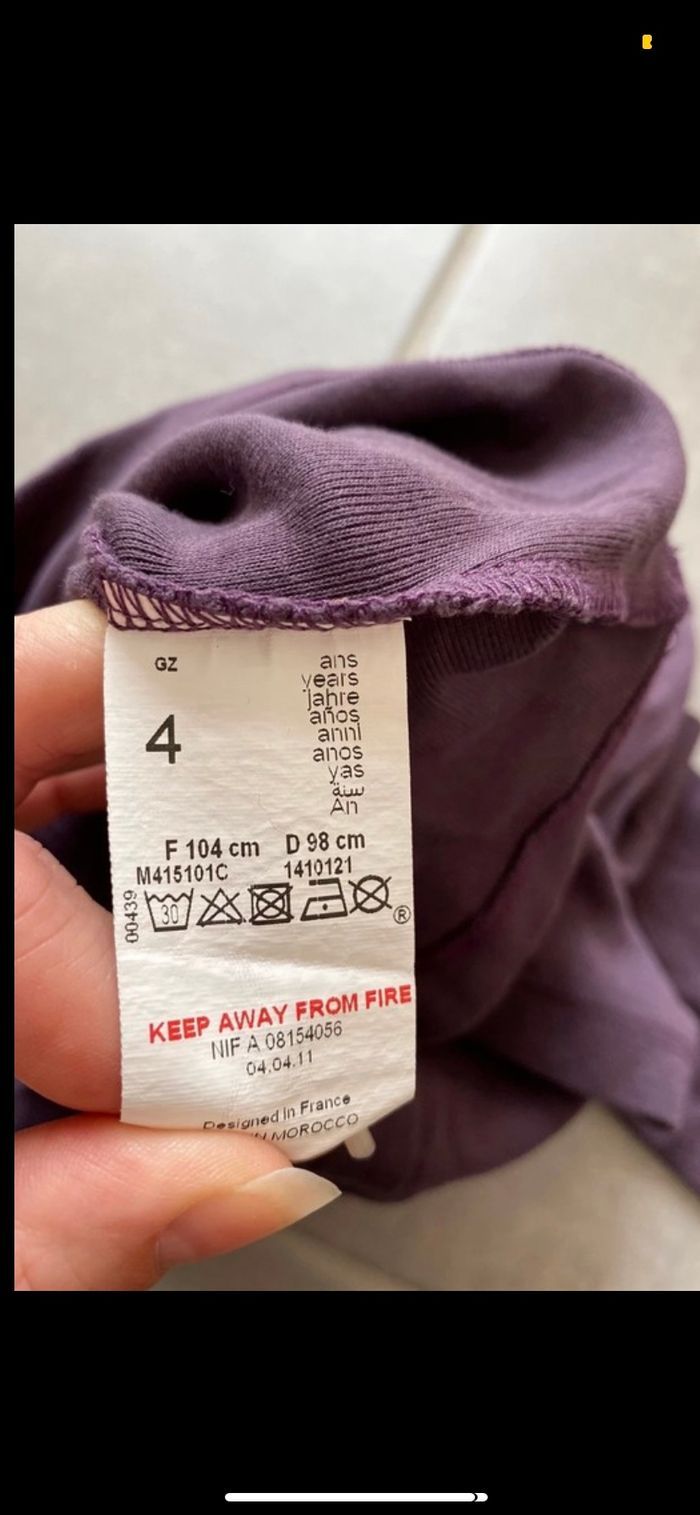 GZ
4
ans
years
Jahre
años
anni
anos
yas
سنة
An
F 104 cm D 98 cm
M415101C 1410121
00439
30
®
KEEP AWAY FROM FIRE
NIF A 08154056
04.04.11
Designed in France
MOROCCO